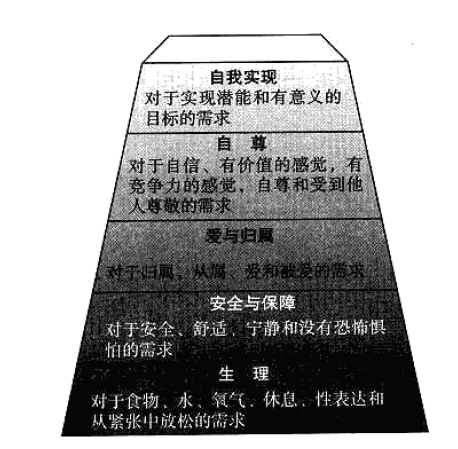 自我实现
对于实现潜能和有意义的
目标的需求
自 尊
对于自信、有价值的感觉，有
竞争力的感觉，自尊和受到他
人尊敬的需求
爱与归属
对于归属、从属、爱和被爱的需求
安全与保障
对于安全、舒适、宁静和没有恐怖惧
怕的需求
生 理
对于食物、水、氧气、休息、性表达和
从紧张中放松的需求